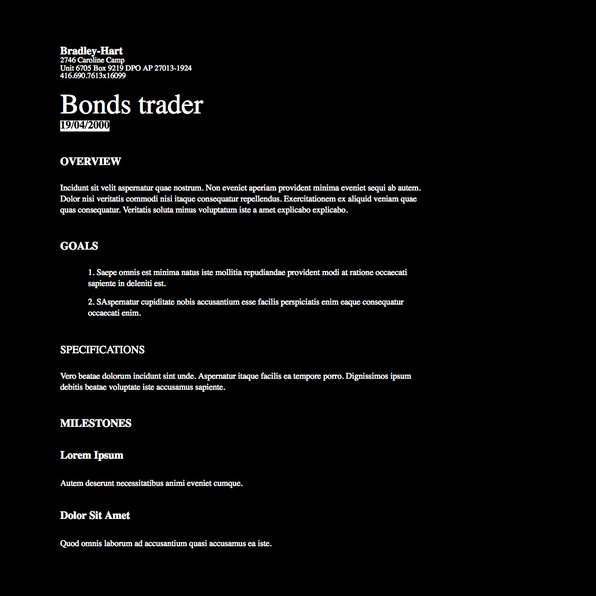 Bradley-Hart
2746 Caroline Camp
Unit 6705 Box 9219 DPO AP 27013-1924
416.690.7613x16099
Bonds trader
19/04/2000
OVERVIEW
Incidunt sit velit aspernatur quae nostrum. Non eveniet aperiam provident minima eveniet sequi ab autem.
Dolor nisi veritatis commodi nisi itaque consequatur repellendus. Exercitationem ex aliquid veniam quae
quas consequatur. Veritatis soluta minus voluptatum iste a amet explicabo explicabo.
GOALS
1. Saepe omnis est minima natus iste mollitia repudiandae provident modi at ratione occaecati
sapiente in deleniti est.
2. SAspernatur cupiditate nobis accusantium esse facilis perspiciatis enim eaque consequatur
occaecati enim.
SPECIFICATIONS
Vero beatae dolorum incidunt sint unde. Aspernatur itaque facilis ea tempore porro. Dignissimos ipsum
debitis beatae voluptate iste accusamus sapiente.
MILESTONES
Lorem Ipsum
Autem deserunt necessitatibus animi eveniet cumque.
Dolor Sit Amet
Quod omnis laborum ad accusantium quasi accusamus ea iste.